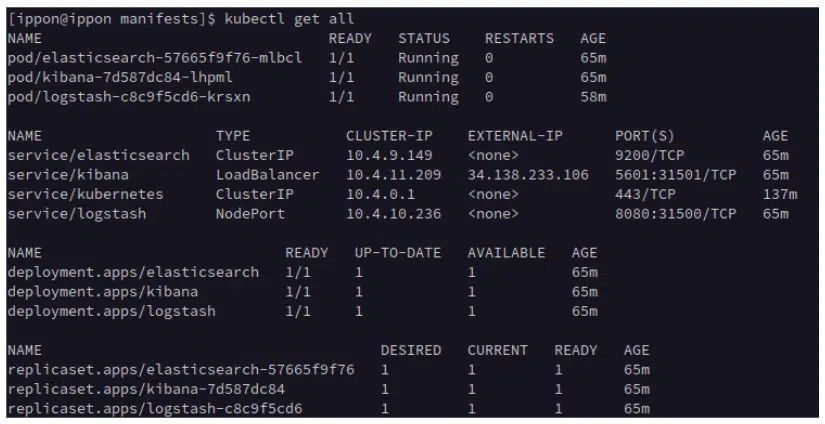 [ippon@ippon manifests]$ kubectl get all
NAME READY STATUS RESTARTS AGE
pod/elasticsearch-57665f9f76-mlbcl 1/1 Running 0 65m
pod/kibana-7d587dc84-lhpml 1/1 Running 0 65m
pod/logstash-c8c9f5cd6-krsxn 1/1 Running 0 58m
NAME TYPE CLUSTER-IP EXTERNAL-IP PORT(S) AGE
service/elasticsearch ClusterIP 10.4.9.149 <none> 9200/TCP 65m
service/kibana LoadBalancer 10.4.11.209 34.138.233.106 5601:31501/TCP 65m
service/kubernetes ClusterIP 10.4.0.1 <none> 443/TCP 137m
service/logstash NodePort 10.4.10.236 <none> 8080:31500/TCP 65m
NAME READY UP-TO-DATE AVAILABLE AGE
deployment.apps/elasticsearch 1/1 1 1 65m
deployment.apps/kibana 1/1 1 1 65m
deployment.apps/logstash 1/1 1 1 65m
NAME DESIRED CURRENT READY AGE
replicaset.apps/elasticsearch-57665f9f76 1 1 1 65m
replicaset.apps/kibana-7d587dc84 1 1 1 65m
replicaset.apps/logstash-c8c9f5cd6 1 1 1 65m